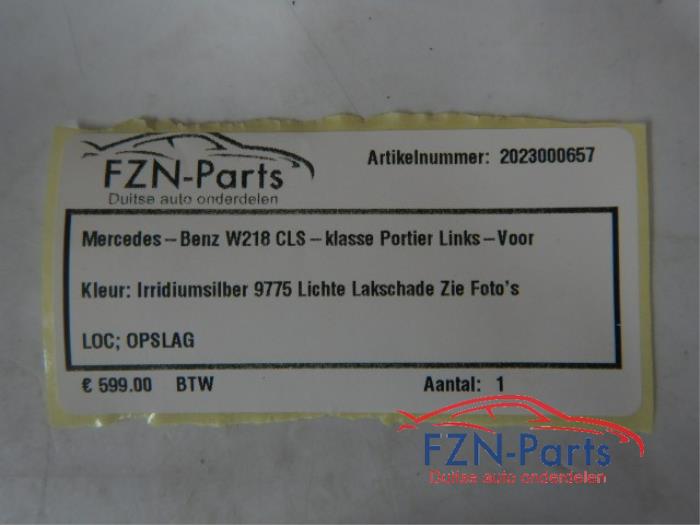 FZN-Parts
Duitse auto onderdelen
Artikelnummer: 2023000657
Mercedes-Benz W218 CLS-klasse Portier Links-Voor
Kleur: Irridiumsilber 9775 Lichte Lakschade Zie Foto's
LOC; OPSLAG
€ 599.00 BTW Aantal: 1
FZN-Parts
Duitse auto onderdelen